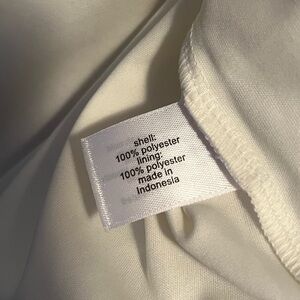 shell:
100% polyester
lining:
100% polyester
made in
Indonesia